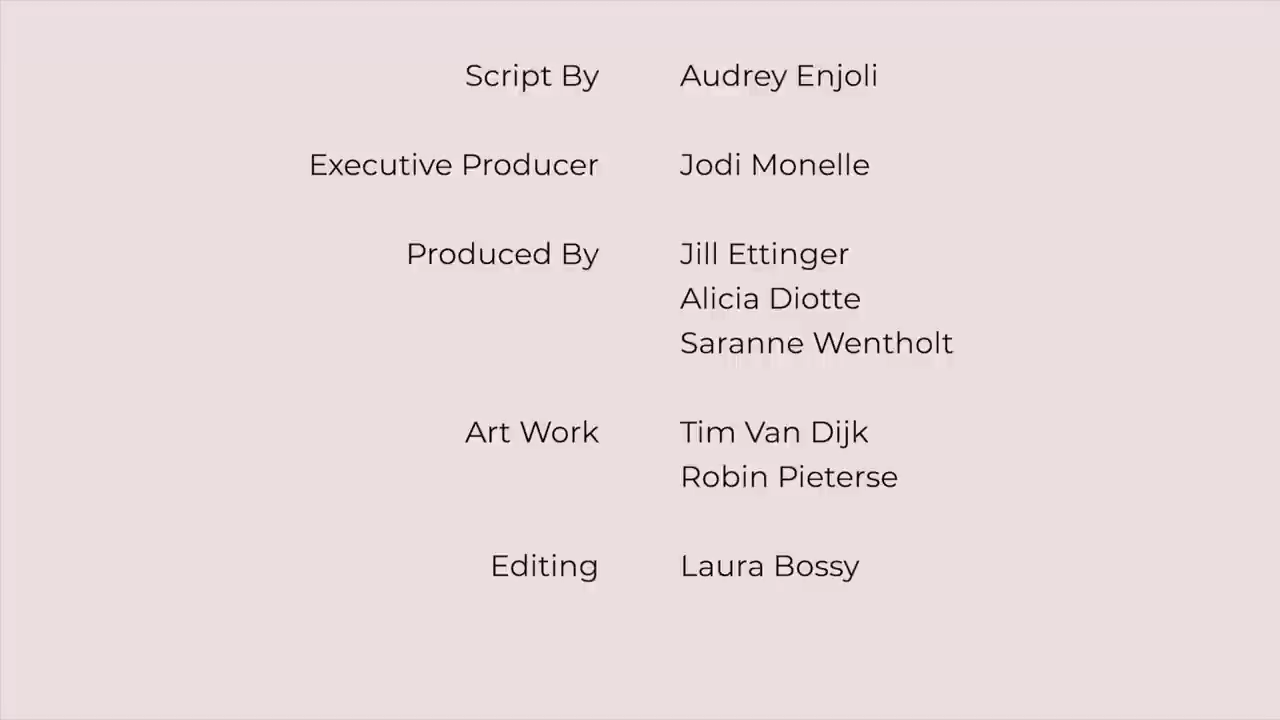 Script By Audrey Enjoli
Executive Producer Jodi Monelle
Produced By Jill Ettinger
Alicia Diotte
Saranne Wentholt
Art Work Tim Van Dijk
Robin Pieterse
Editing Laura Bossy